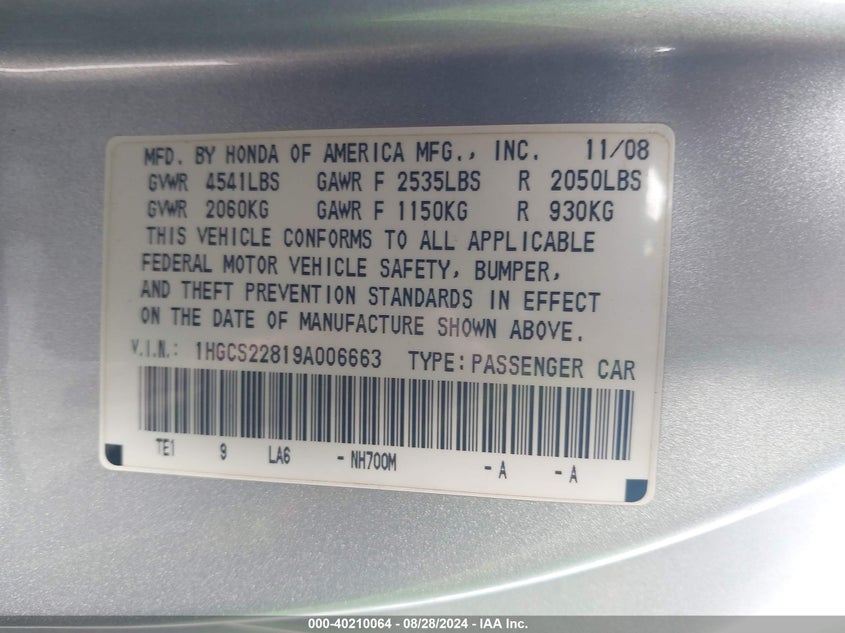 MFD. BY HONDA OF AMERICA MFG., INC. 11/08
GVWR 4541LBS GAWR F 2535LBS R 2050LBS
GVWR 2060KG GAWR F 1150KG R 930KG
THIS VEHICLE CONFORMS TO ALL APPLICABLE
FEDERAL MOTOR VEHICLE SAFETY, BUMPER,
AND THEFT PREVENTION STANDARDS IN EFFECT
ON THE DATE OF MANUFACTURE SHOWN ABOVE.
V.I.N.: 1HGCS22819A006663 TYPE: PASSENGER CAR
TE1 9 LA6 - NH700M - A - A
000-40210064 - 08/28/2024 - IAA Inc.